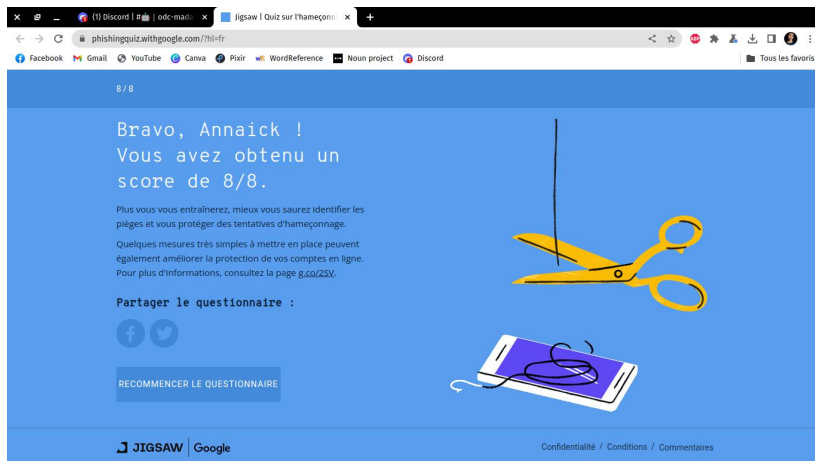 (1) Discord | #🤖 | odc-mada
Jigsaw | Quiz sur l'hameçonn
phishingquiz.withgoogle.com/?hl=fr
ABP
Facebook Gmail YouTube Canva Pixir WordReference Noun project Discord Tous les favoris
8 / 8
Bravo, Annaick !
Vous avez obtenu un
score de 8/8.
Plus vous vous entraînerez, mieux vous saurez identifier les
pièges et vous protéger des tentatives d'hameçonnage.
Quelques mesures très simples à mettre en place peuvent
également améliorer la protection de vos comptes en ligne.
Pour plus d'informations, consultez la page g.co/2SV.
Partager le questionnaire :
RECOMMENCER LE QUESTIONNAIRE
JIGSAW | Google
Confidentialité / Conditions / Commentaires